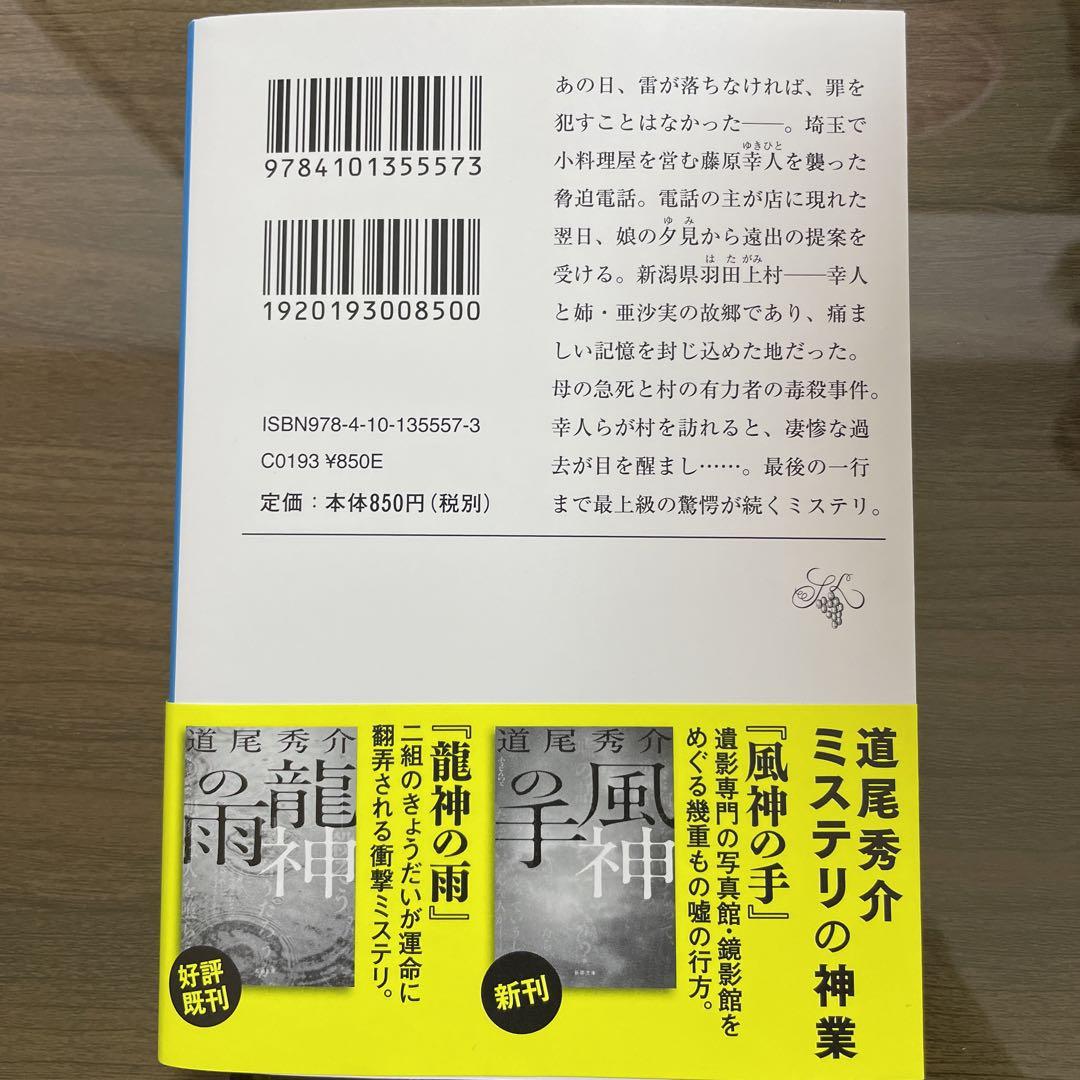 9784101355573
1920193008500
ISBN978-4-10-135557-3
C0193 ¥850E
定価：本体850円（税別）
あの日、雷が落ちなければ、罪を
犯すことはなかった――。埼玉で
小料理屋を営む藤原幸人を襲った
ゆきひと
脅迫電話。電話の主が店に現れた
翌日、娘の夕見から遠出の提案を
ゆみ
受ける。新潟県羽田上村――幸人
はたがみ
と姉・亜沙実の故郷であり、痛ま
しい記憶を封じ込めた地だった。
母の急死と村の有力者の毒殺事件。
幸人らが村を訪れると、凄惨な過
去が目を醒まし……。最後の一行
まで最上級の驚愕が続くミステリ。
道尾秀介
ミステリの神業
『風神の手』
遺影専門の写真館・鏡影館を
めぐる幾重もの嘘の行方。
道尾秀介
風神
の手
新潮文庫
新刊
『龍神の雨』
二組のきょうだいが運命に
翻弄される衝撃ミステリ。
道尾秀介
龍神
の雨
好評
既刊